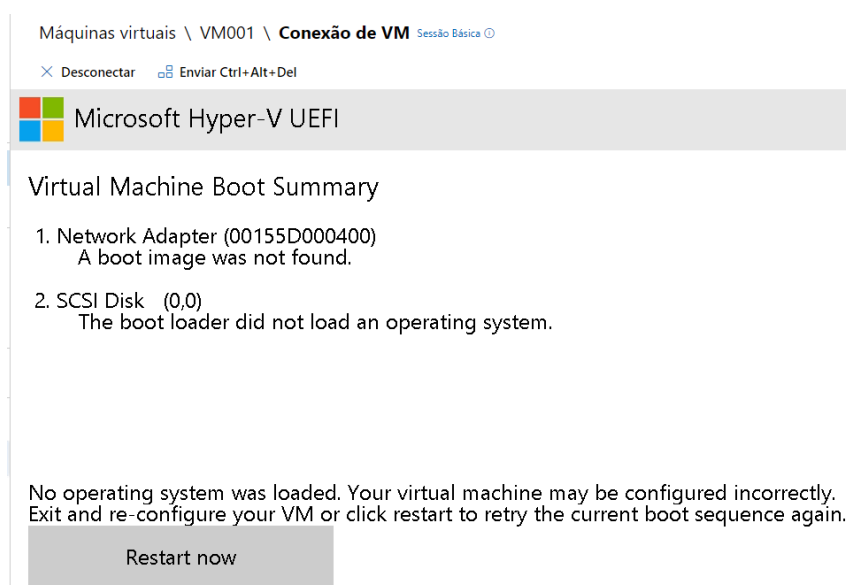 Máquinas virtuais \ VM001 \ Conexão de VM Sessão Básica
Desconectar Enviar Ctrl+Alt+Del
Microsoft Hyper-V UEFI
Virtual Machine Boot Summary
1. Network Adapter (00155D000400)
A boot image was not found.
2. SCSI Disk (0,0)
The boot loader did not load an operating system.
No operating system was loaded. Your virtual machine may be configured incorrectly.
Exit and re-configure your VM or click restart to retry the current boot sequence again.
Restart now